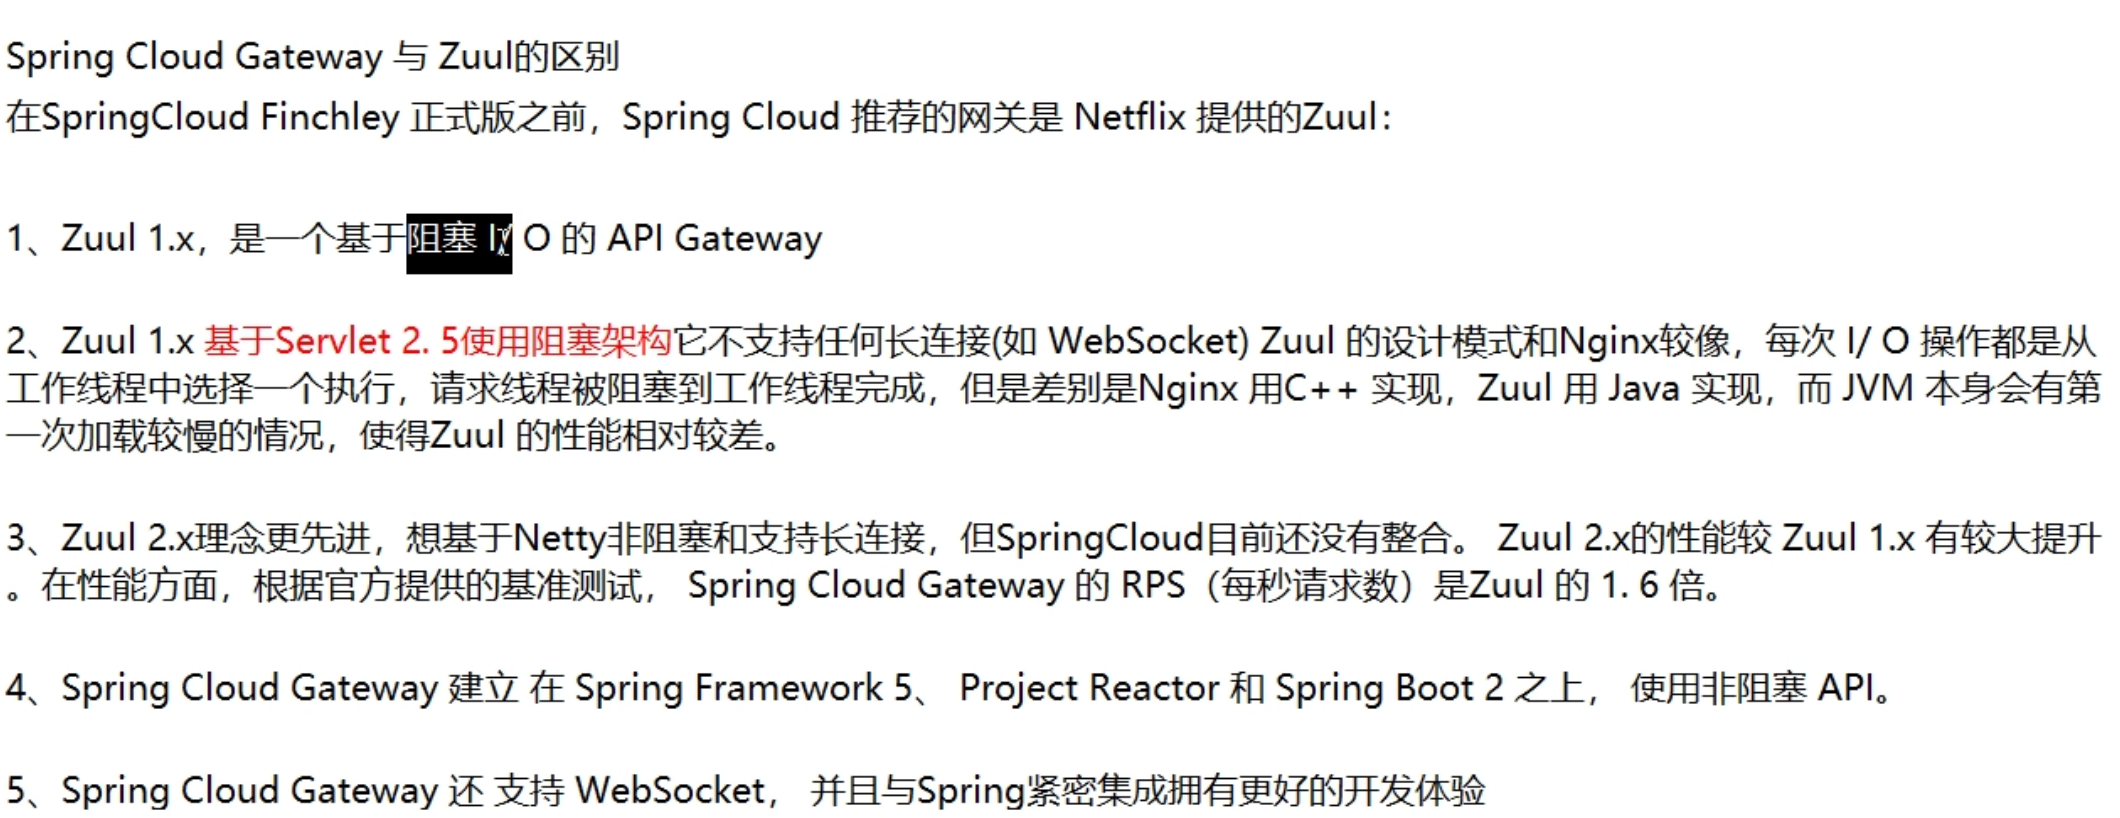 Spring Cloud Gateway 与 Zuul的区别
在SpringCloud Finchley 正式版之前，Spring Cloud 推荐的网关是 Netflix 提供的Zuul：
1、Zuul 1.x，是一个基于阻塞 I/ O 的 API Gateway
2、Zuul 1.x 基于Servlet 2. 5使用阻塞架构它不支持任何长连接(如 WebSocket) Zuul 的设计模式和Nginx较像，每次 I/ O 操作都是从
工作线程中选择一个执行，请求线程被阻塞到工作线程完成，但是差别是Nginx 用C++ 实现，Zuul 用 Java 实现，而 JVM 本身会有第
一次加载较慢的情况，使得Zuul 的性能相对较差。
3、Zuul 2.x理念更先进，想基于Netty非阻塞和支持长连接，但SpringCloud目前还没有整合。 Zuul 2.x的性能较 Zuul 1.x 有较大提升
。在性能方面，根据官方提供的基准测试， Spring Cloud Gateway 的 RPS（每秒请求数）是Zuul 的 1. 6 倍。
4、Spring Cloud Gateway 建立 在 Spring Framework 5、 Project Reactor 和 Spring Boot 2 之上， 使用非阻塞 API。
5、Spring Cloud Gateway 还 支持 WebSocket， 并且与Spring紧密集成拥有更好的开发体验